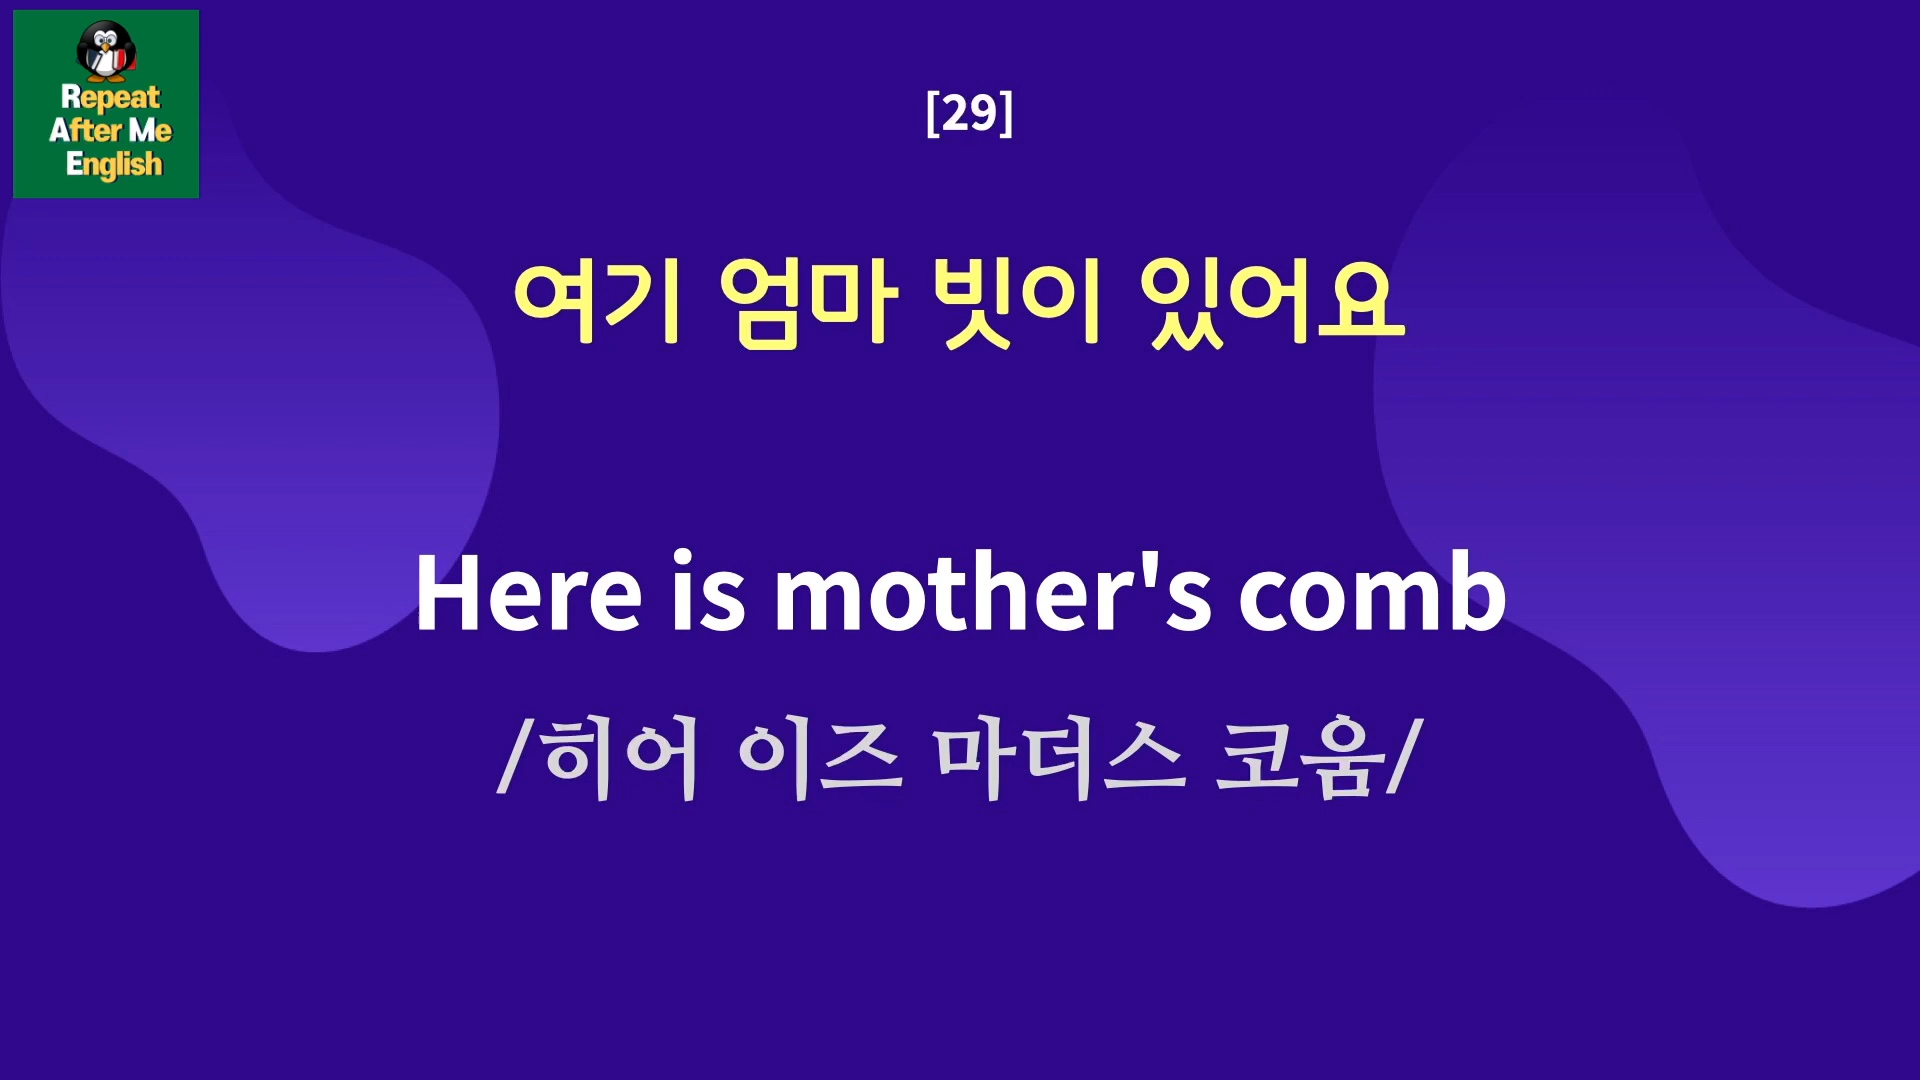 Repeat
After Me
English
[29]
여기 엄마 빗이 있어요
Here is mother's comb
/히어 이즈 마더스 코움/